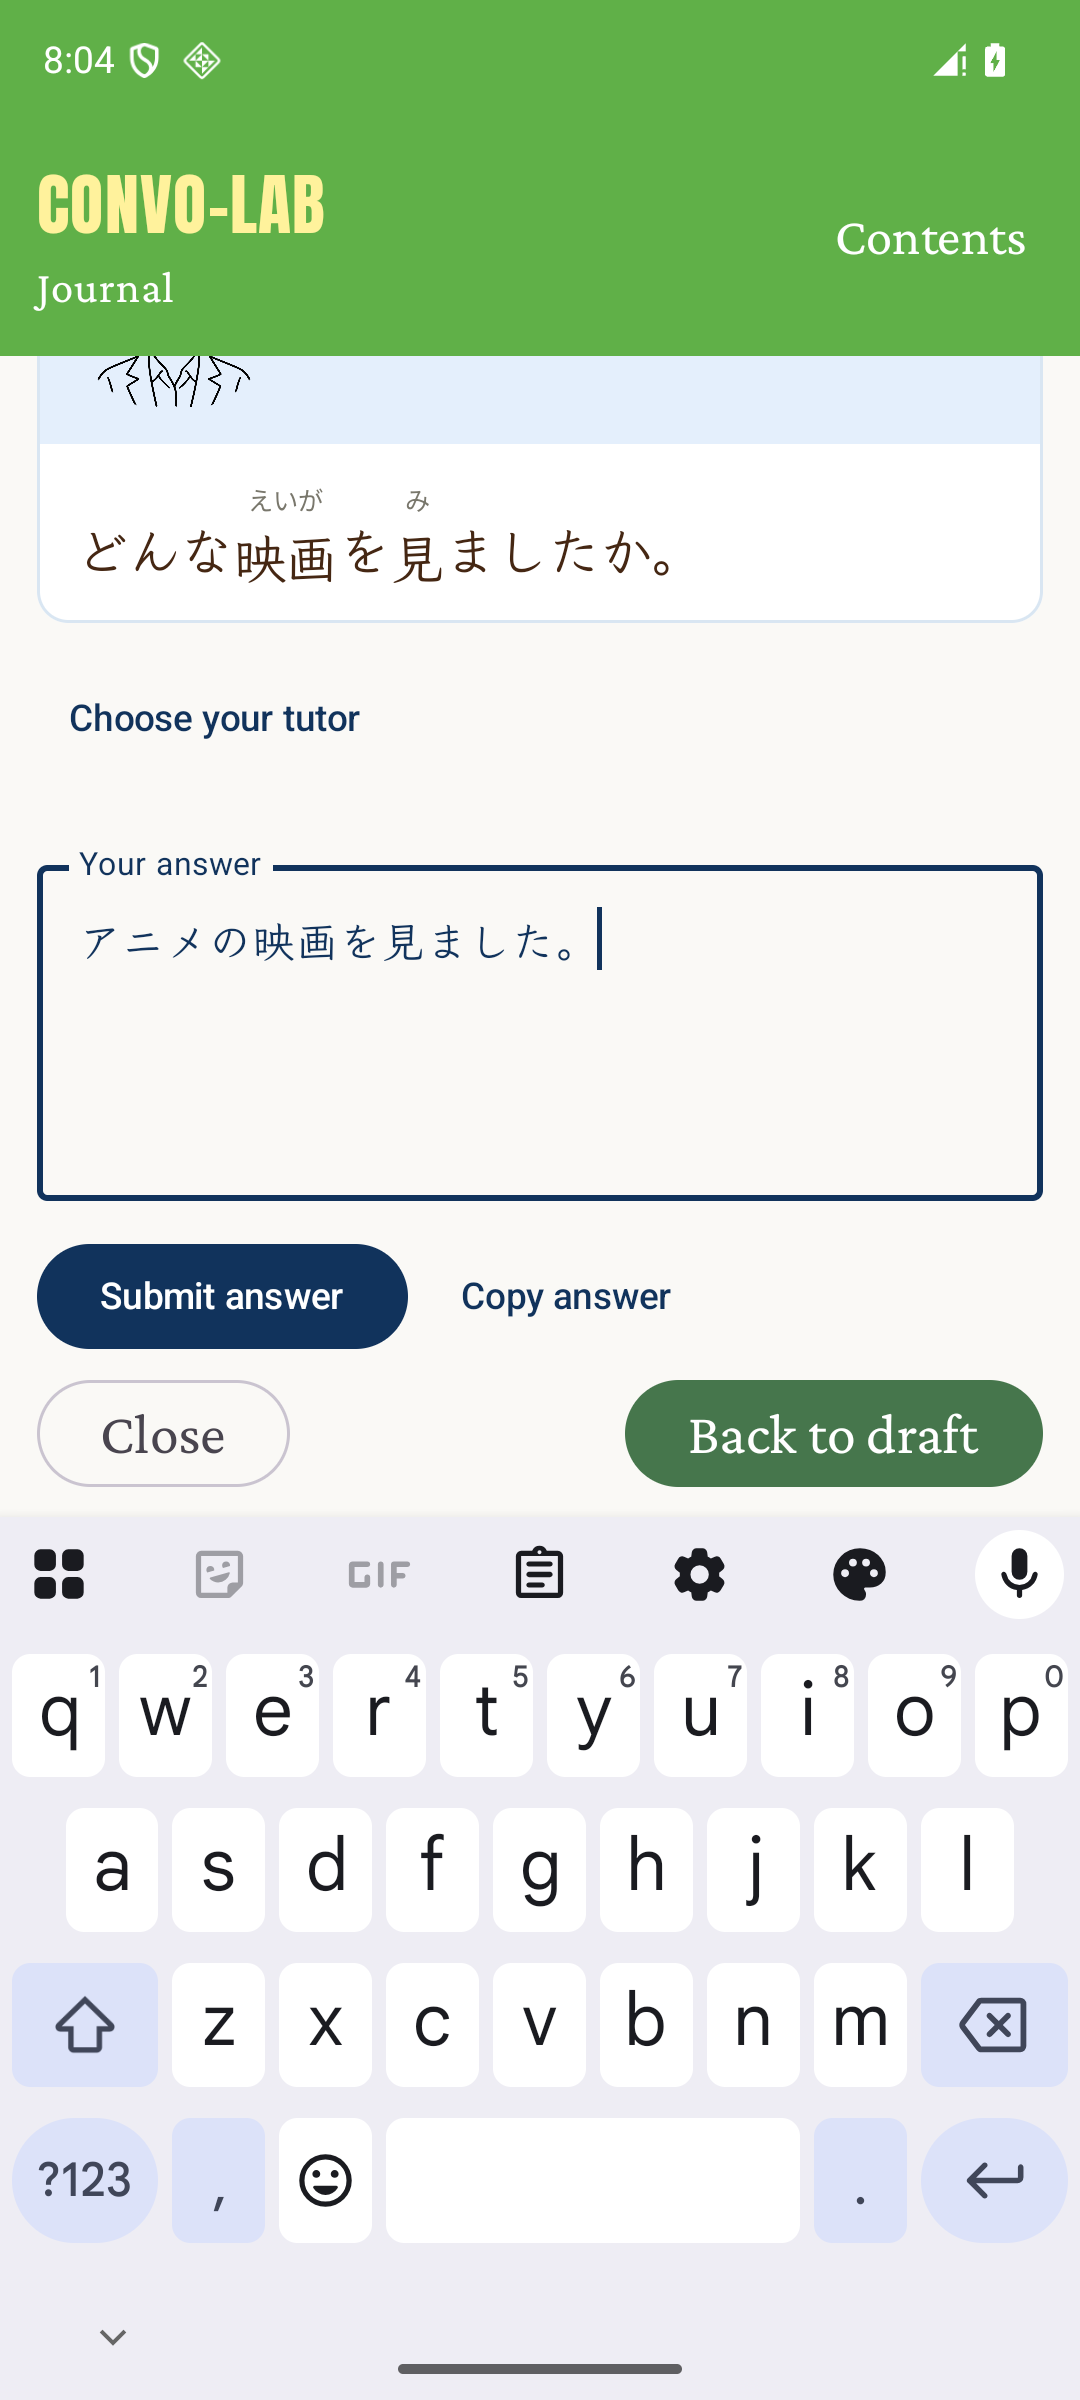 8:04
CONVO-LAB
Journal
Contents
えいが み
どんな映画を見ましたか。
Choose your tutor
Your answer
アニメの映画を見ました。
Submit answer
Copy answer
Close
Back to draft
GIF
1 2 3 4 5 6 7 8 9 0
q w e r t y u i o p
a s d f g h j k l
z x c v b n m
?123 , .